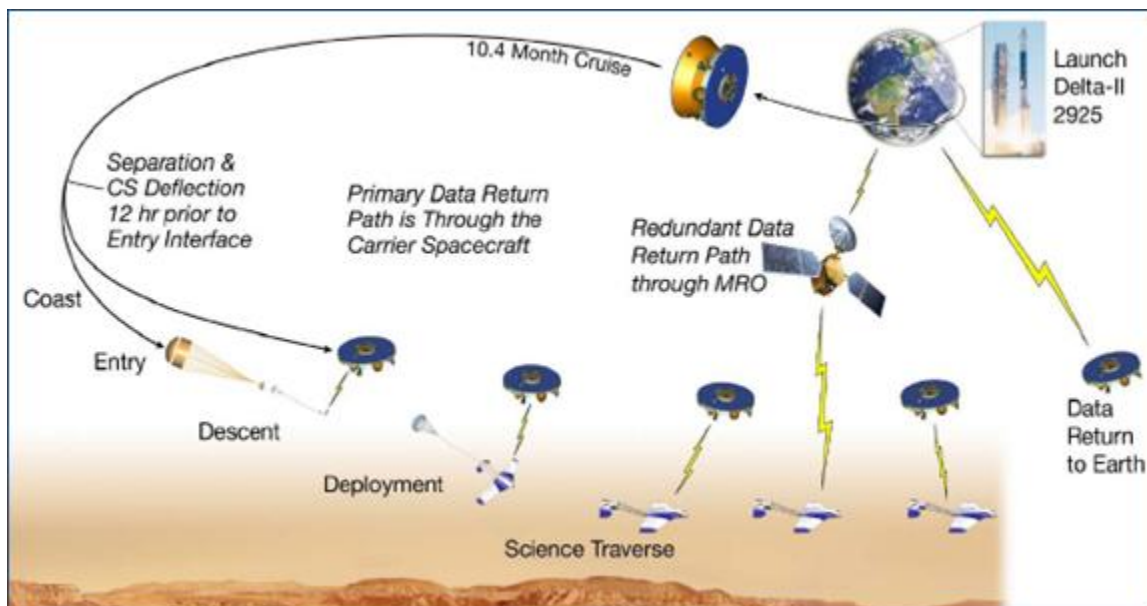 10.4 Month Cruise
Launch
Delta-II
2925
Separation &
CS Deflection
12 hr prior to
Entry Interface
Primary Data Return
Path is Through the
Carrier Spacecraft
Redundant Data
Return Path
through MRO
Coast
Entry
Descent
Deployment
Science Traverse
Data
Return
to Earth